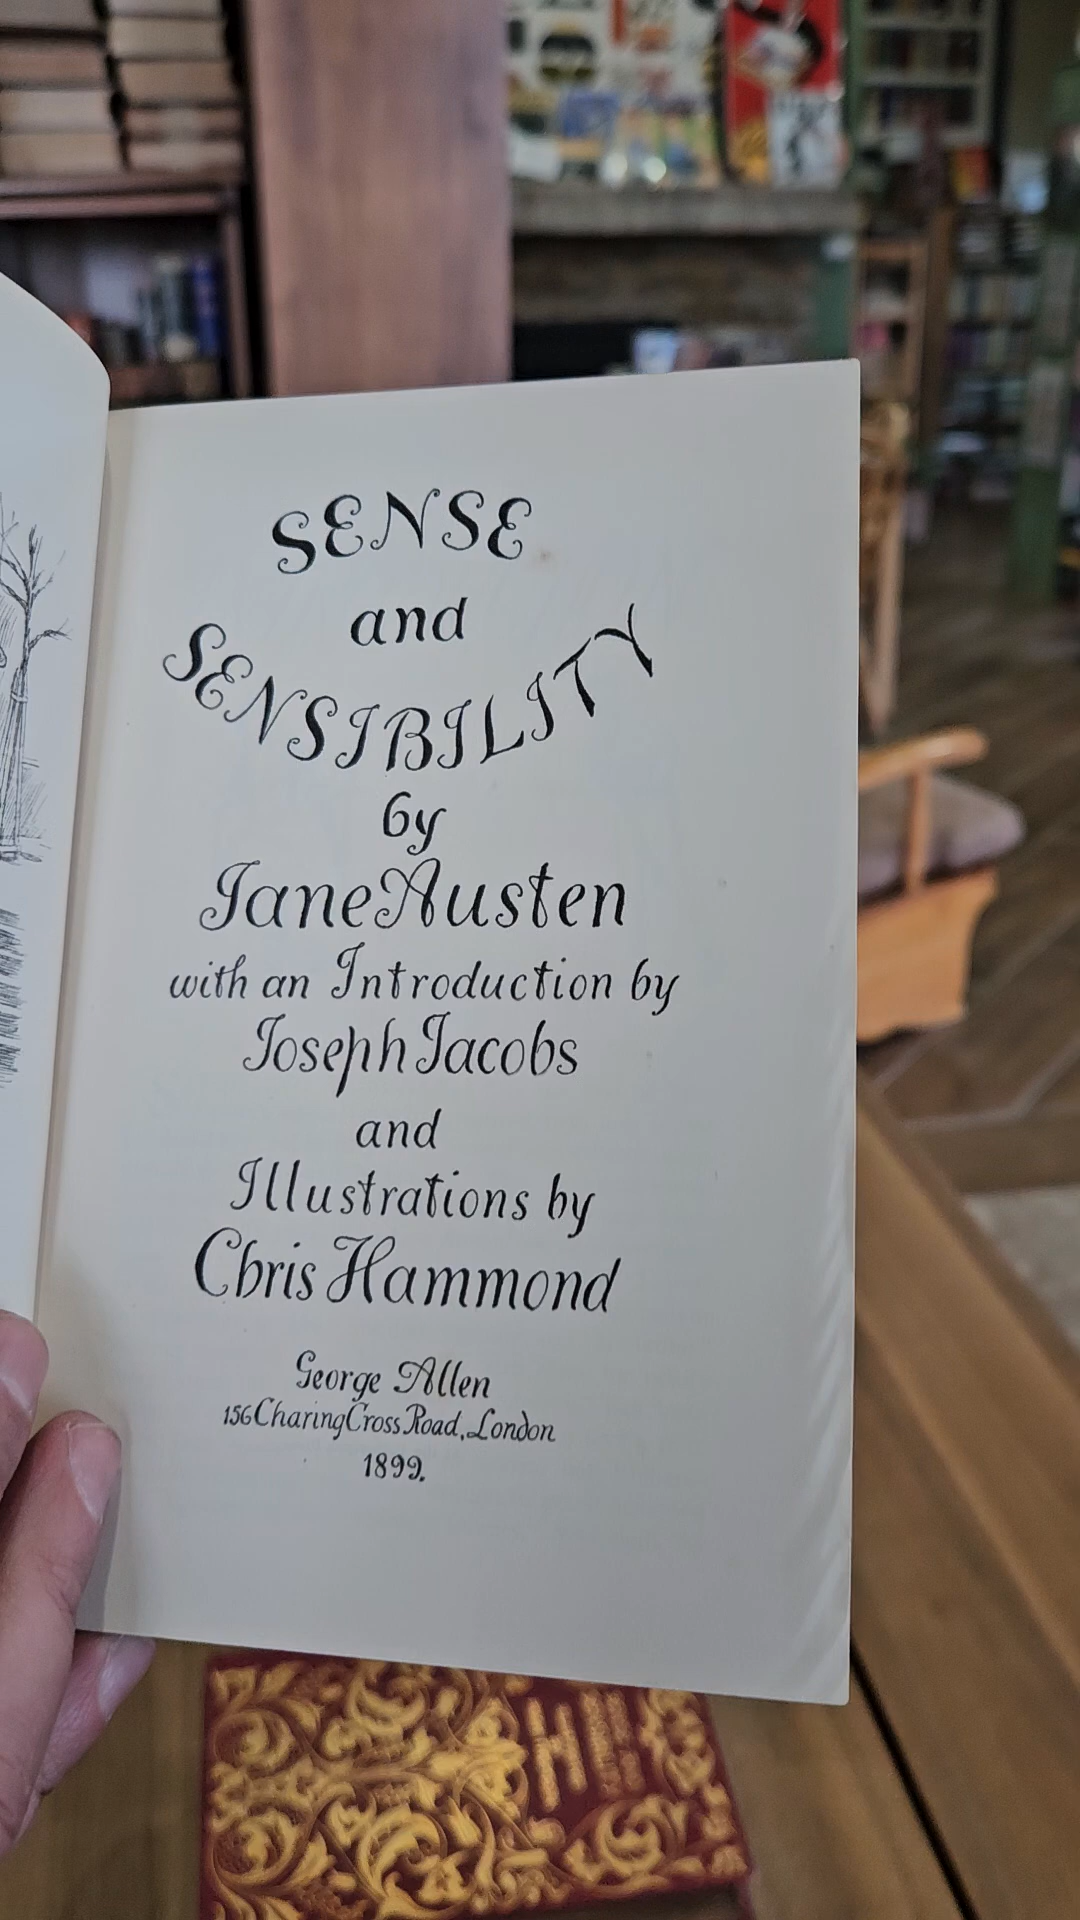 SENSE
and
SENSIBILITY
by
Jane Austen
with an Introduction by
Joseph Jacobs
and
Illustrations by
Chris Hammond
George Allen
156 Charing Cross Road, London
1899.